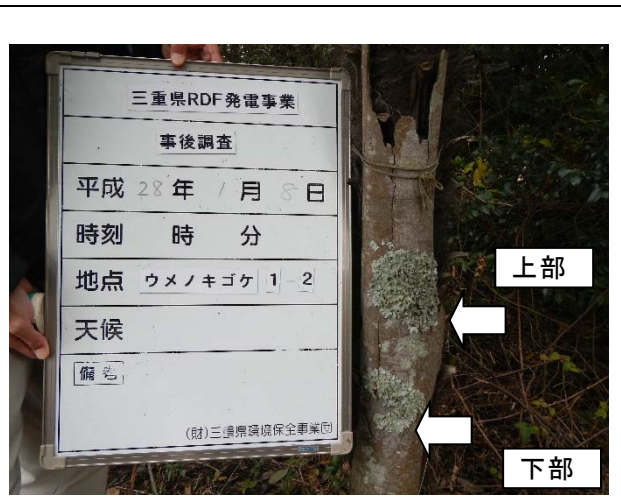 三重県RDF発電事業
事後調査
平成 28 年 1 月 8 日
時刻 時 分
地点 ウメノキゴケ 1-2
天候
備考
(財)三重県環境保全事業団
上部
下部